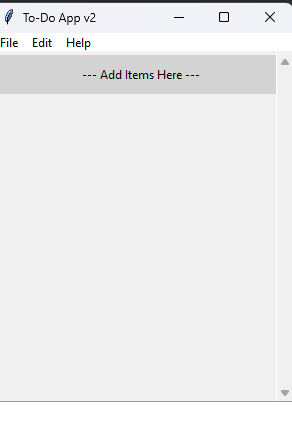 To-Do App v2
File Edit Help
--- Add Items Here ---